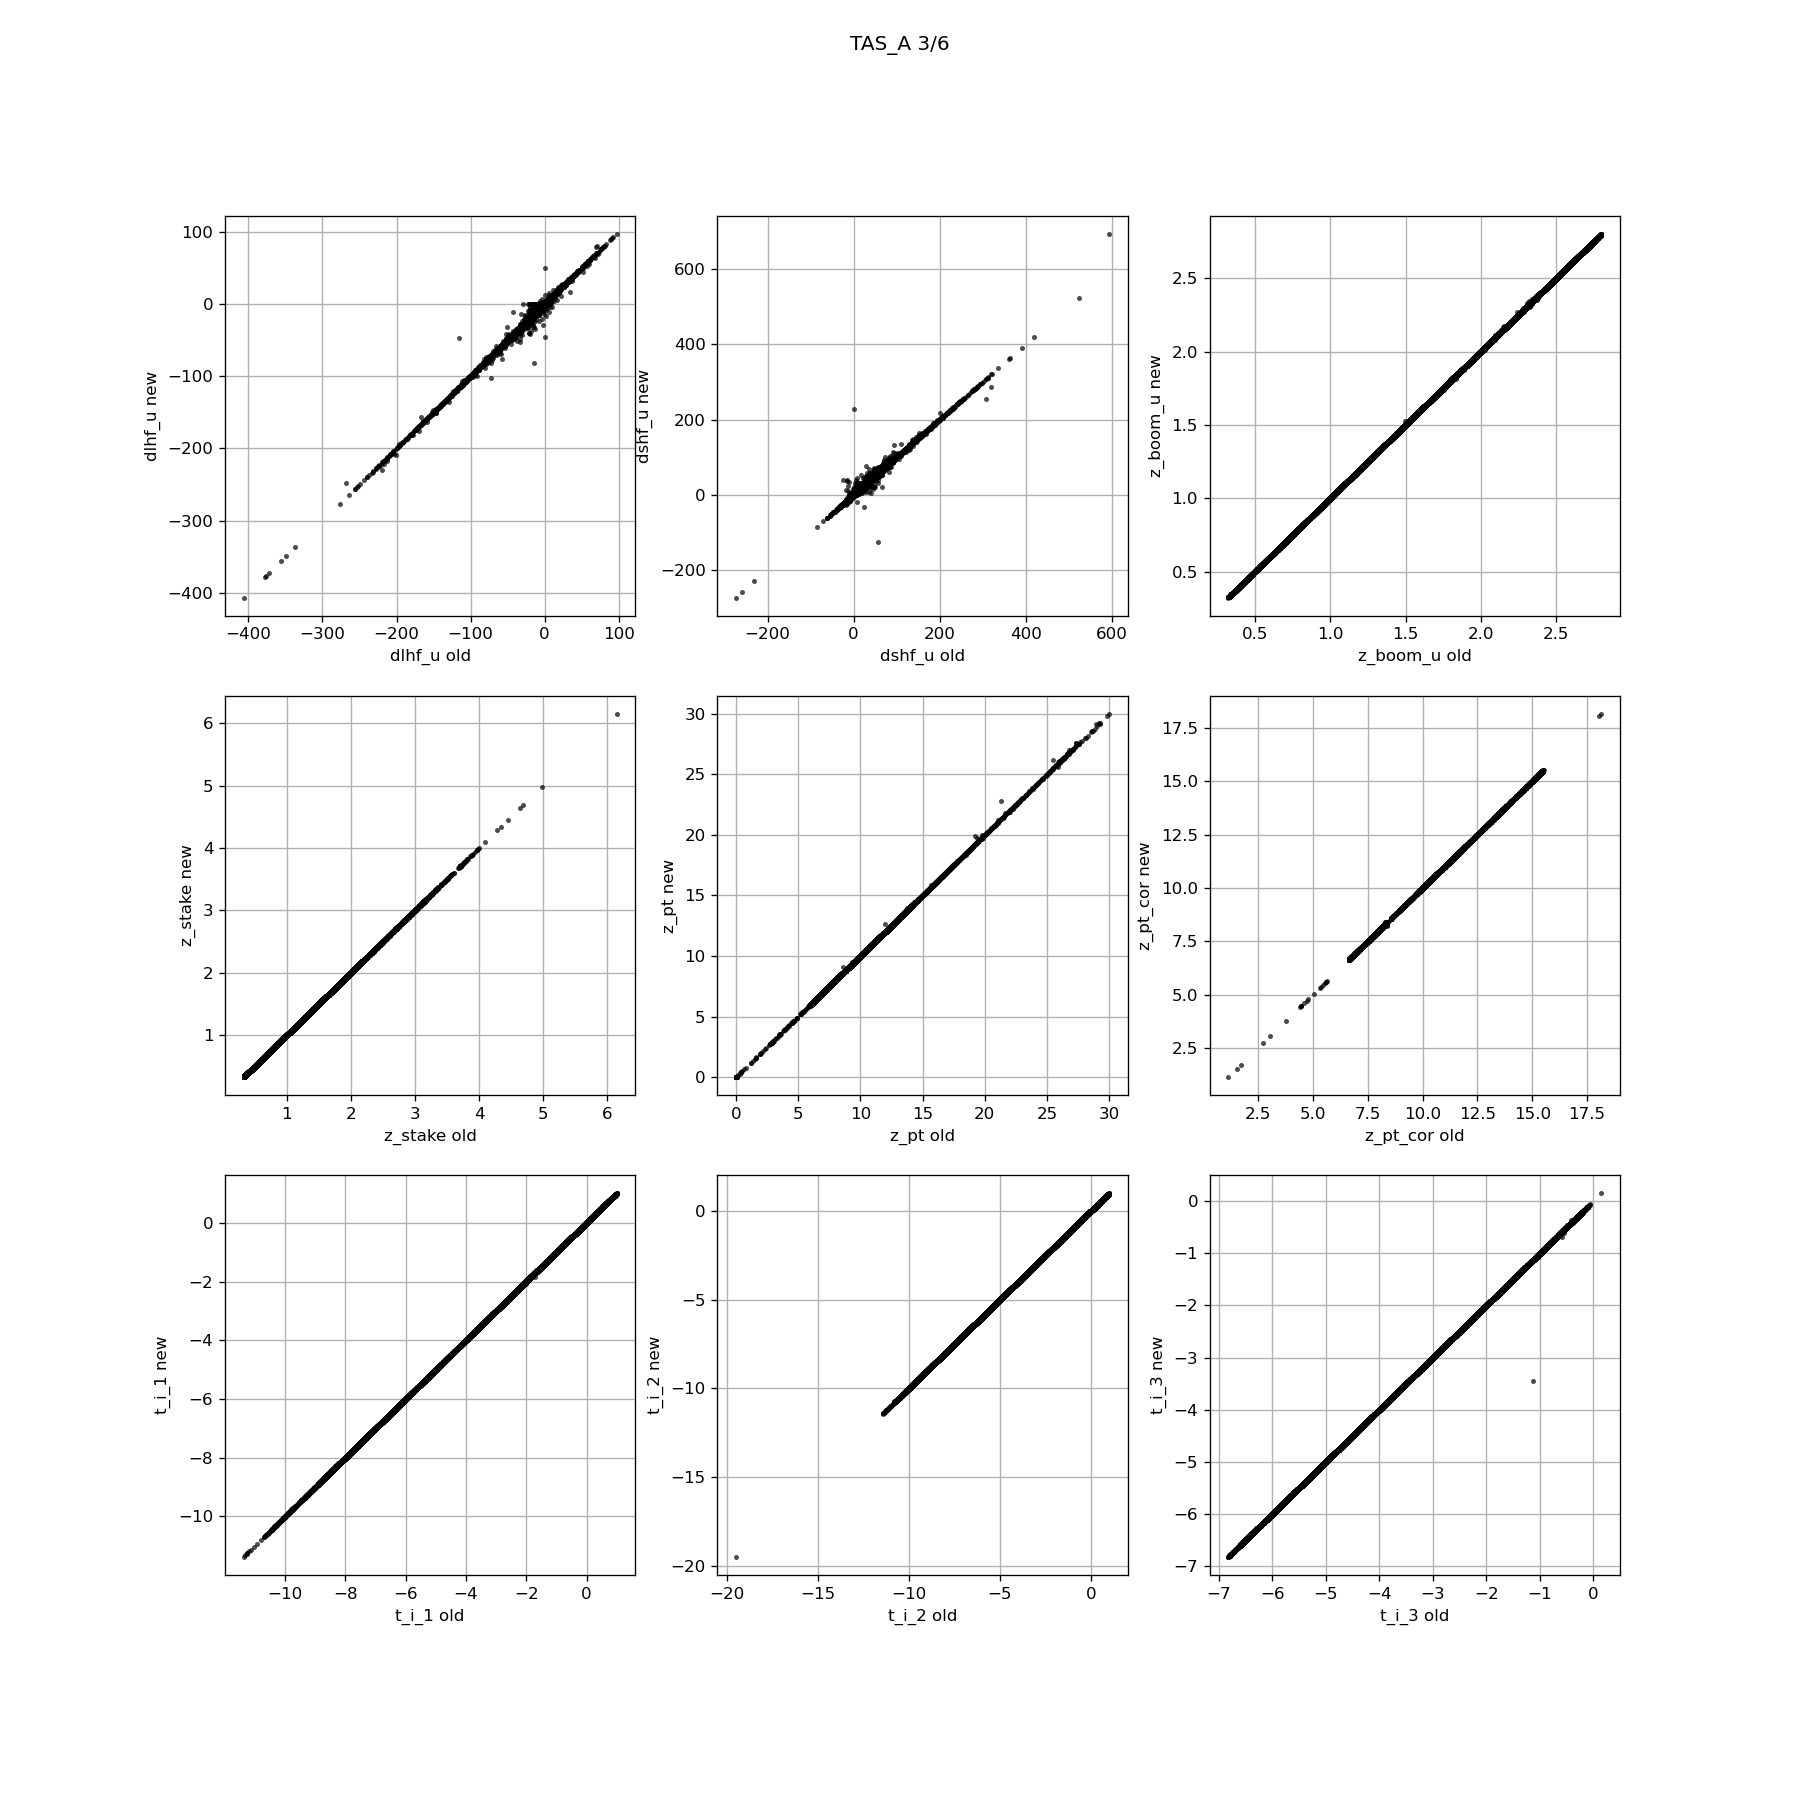 TAS_A 3/6
100
0
−100
−200
−300
−400
dlhf_u new
−400 −300 −200 −100 0 100
dlhf_u old
600
400
200
0
−200
dshf_u new
−200 0 200 400 600
dshf_u old
2.5
2.0
1.5
1.0
0.5
z_boom_u new
0.5 1.0 1.5 2.0 2.5
z_boom_u old
6
5
4
3
2
1
z_stake new
1 2 3 4 5 6
z_stake old
30
25
20
15
10
5
0
z_pt new
0 5 10 15 20 25 30
z_pt old
17.5
15.0
12.5
10.0
7.5
5.0
2.5
z_pt_cor new
2.5 5.0 7.5 10.0 12.5 15.0 17.5
z_pt_cor old
0
−2
−4
−6
−8
−10
t_i_1 new
−10 −8 −6 −4 −2 0
t_i_1 old
0
−5
−10
−15
−20
t_i_2 new
−20 −15 −10 −5 0
t_i_2 old
0
−1
−2
−3
−4
−5
−6
−7
t_i_3 new
−7 −6 −5 −4 −3 −2 −1 0
t_i_3 old